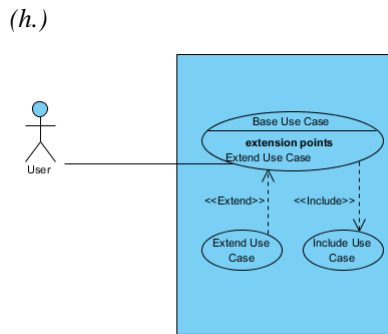 (h.)
Base Use Case
extension points
Extend Use Case
User
<<Extend>>
<<Include>>
Extend Use
Case
Include Use
Case